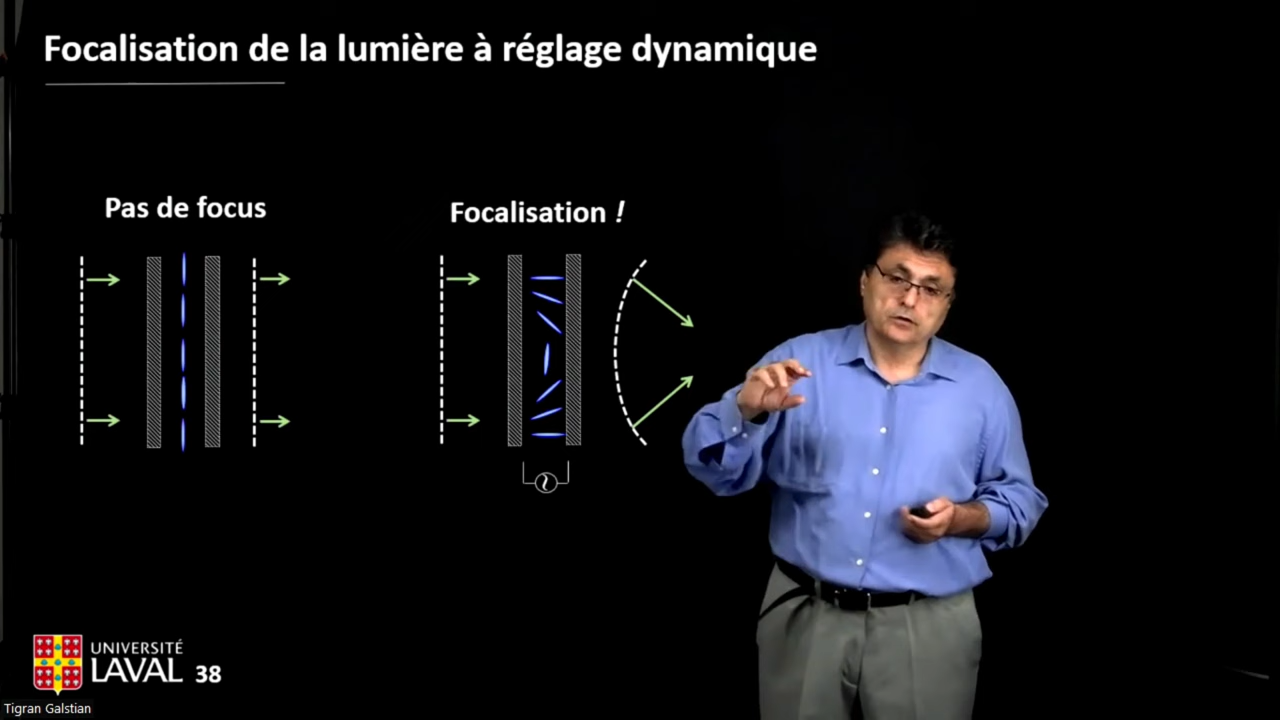 Focalisation de la lumière à réglage dynamique
Pas de focus
Focalisation !
UNIVERSITÉ
LAVAL
38
Tigran Galstian